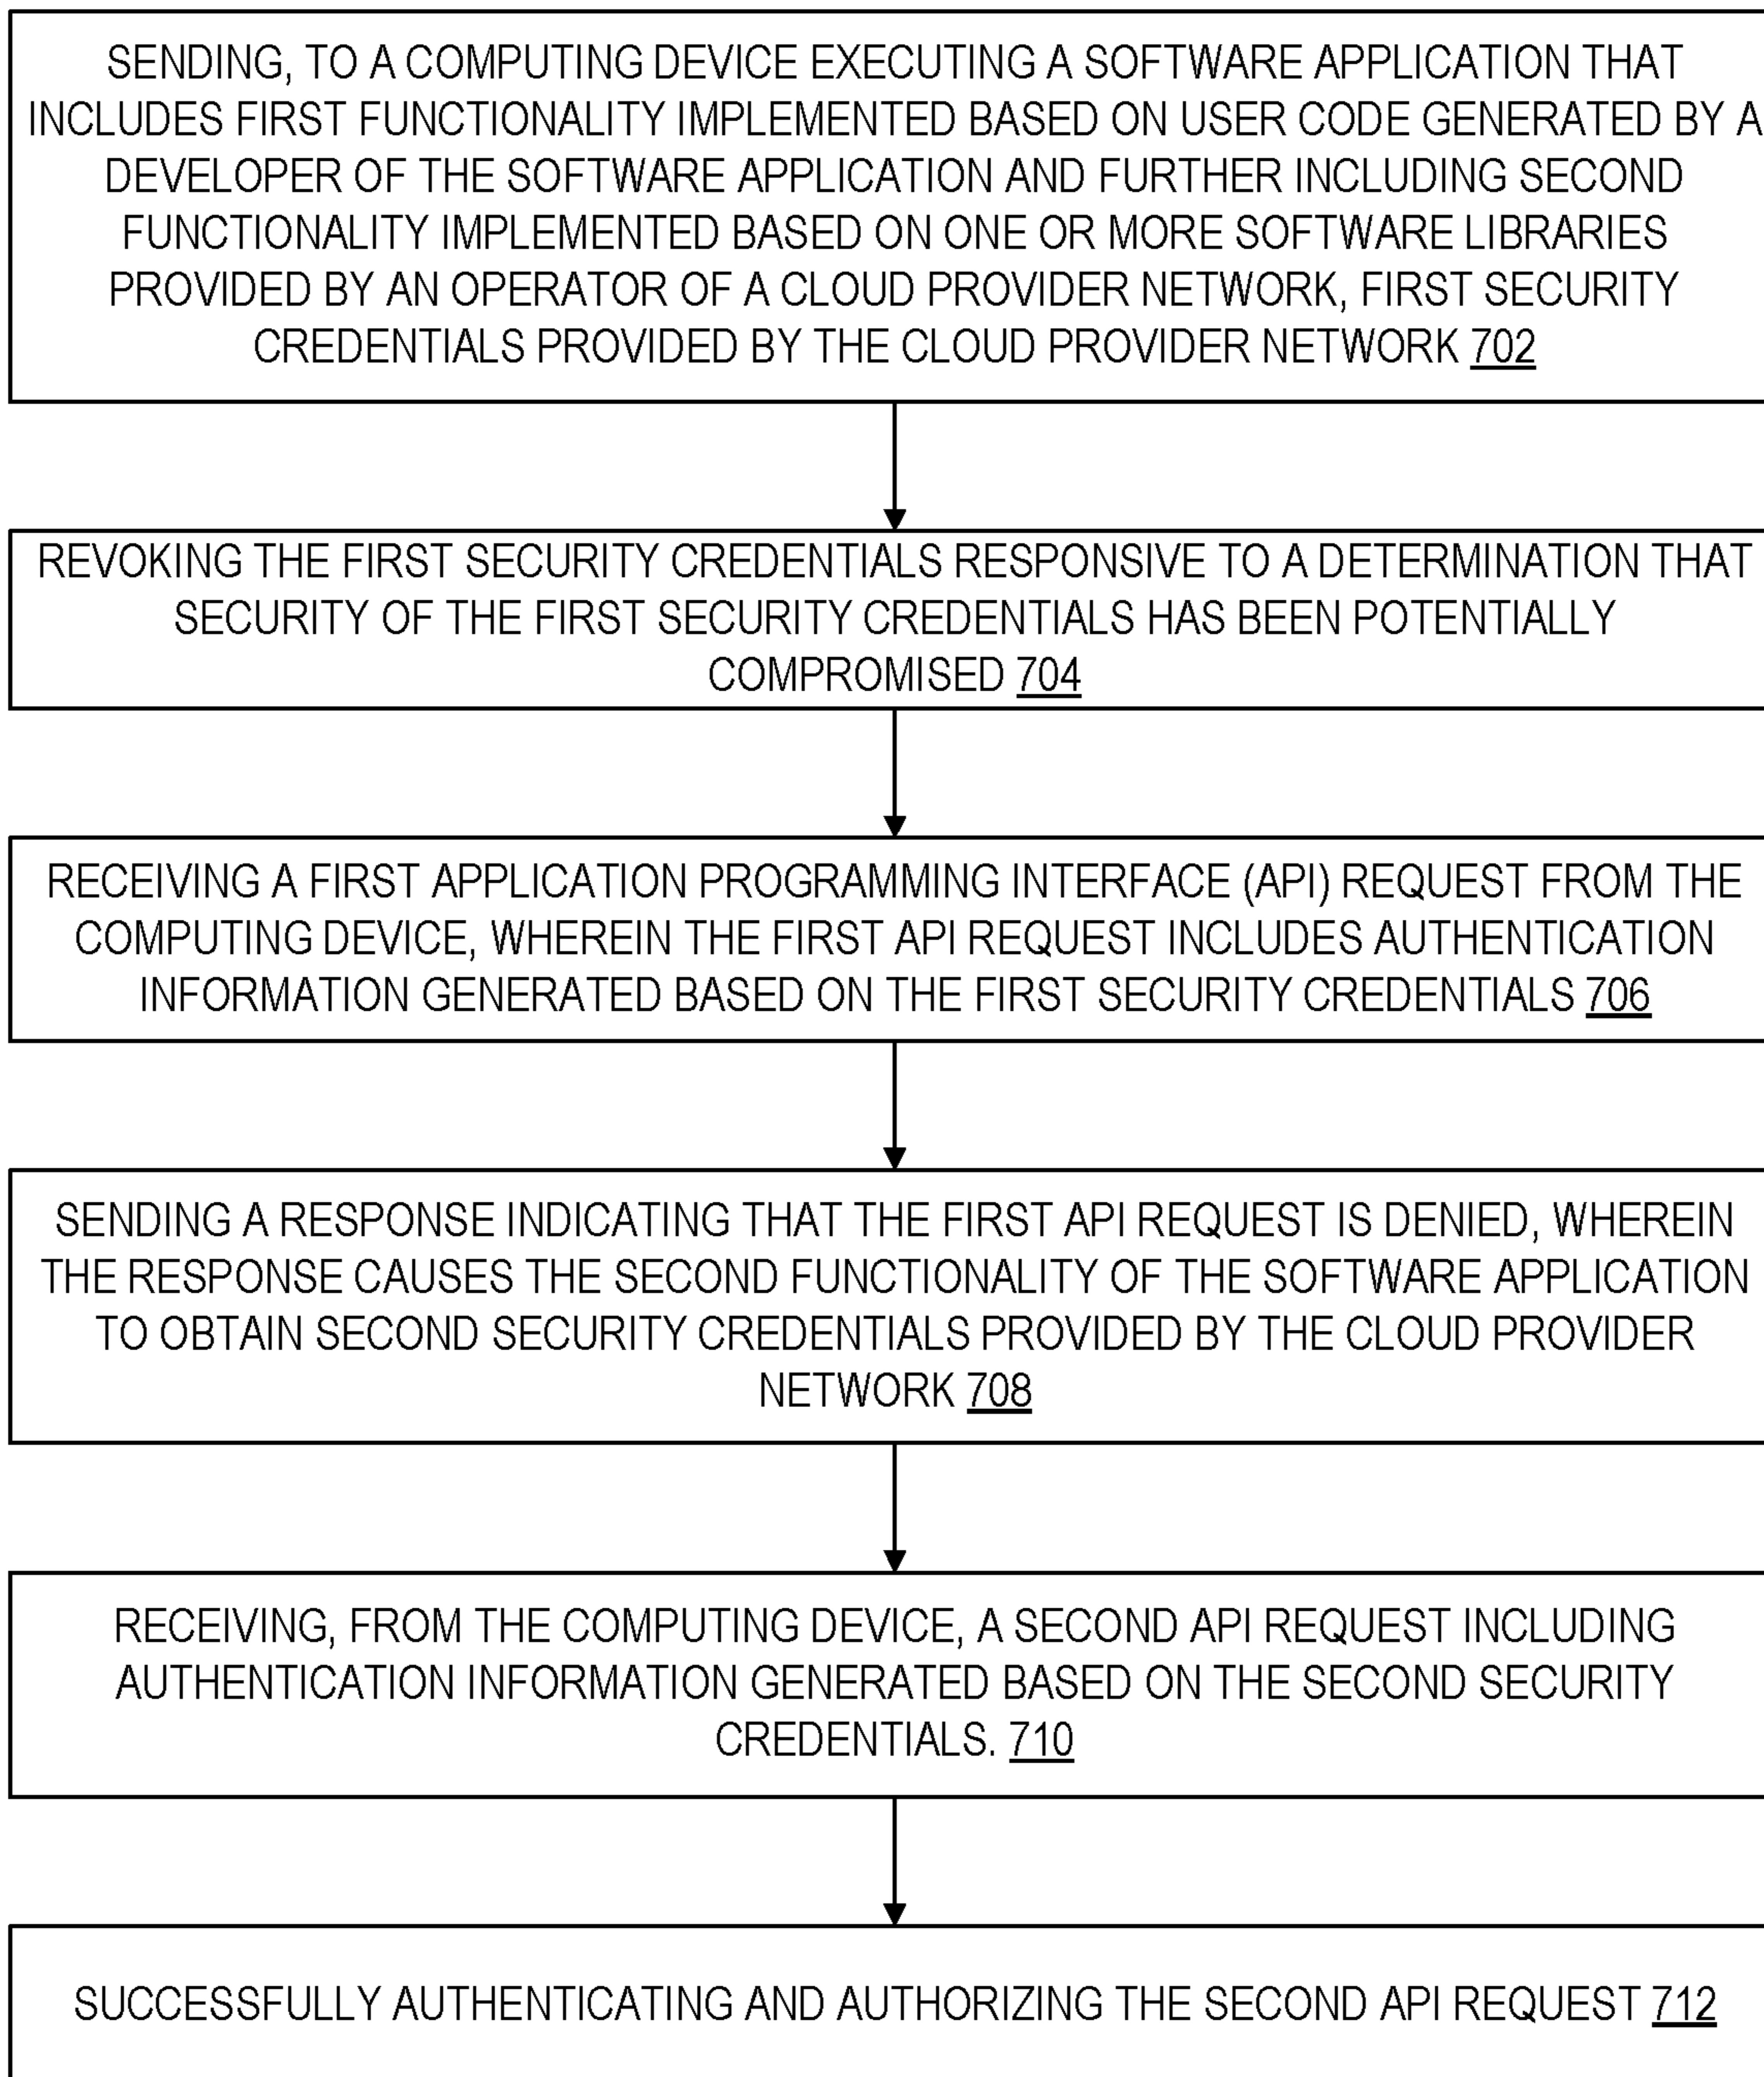 SENDING, TO A COMPUTING DEVICE EXECUTING A SOFTWARE APPLICATION THAT
INCLUDES FIRST FUNCTIONALITY IMPLEMENTED BASED ON USER CODE GENERATED BY A
DEVELOPER OF THE SOFTWARE APPLICATION AND FURTHER INCLUDING SECOND
FUNCTIONALITY IMPLEMENTED BASED ON ONE OR MORE SOFTWARE LIBRARIES
PROVIDED BY AN OPERATOR OF A CLOUD PROVIDER NETWORK, FIRST SECURITY
CREDENTIALS PROVIDED BY THE CLOUD PROVIDER NETWORK 702
REVOKING THE FIRST SECURITY CREDENTIALS RESPONSIVE TO A DETERMINATION THAT
SECURITY OF THE FIRST SECURITY CREDENTIALS HAS BEEN POTENTIALLY
COMPROMISED 704
RECEIVING A FIRST APPLICATION PROGRAMMING INTERFACE (API) REQUEST FROM THE
COMPUTING DEVICE, WHEREIN THE FIRST API REQUEST INCLUDES AUTHENTICATION
INFORMATION GENERATED BASED ON THE FIRST SECURITY CREDENTIALS 706
SENDING A RESPONSE INDICATING THAT THE FIRST API REQUEST IS DENIED, WHEREIN
THE RESPONSE CAUSES THE SECOND FUNCTIONALITY OF THE SOFTWARE APPLICATION
TO OBTAIN SECOND SECURITY CREDENTIALS PROVIDED BY THE CLOUD PROVIDER
NETWORK 708
RECEIVING, FROM THE COMPUTING DEVICE, A SECOND API REQUEST INCLUDING
AUTHENTICATION INFORMATION GENERATED BASED ON THE SECOND SECURITY
CREDENTIALS. 710
SUCCESSFULLY AUTHENTICATING AND AUTHORIZING THE SECOND API REQUEST 712